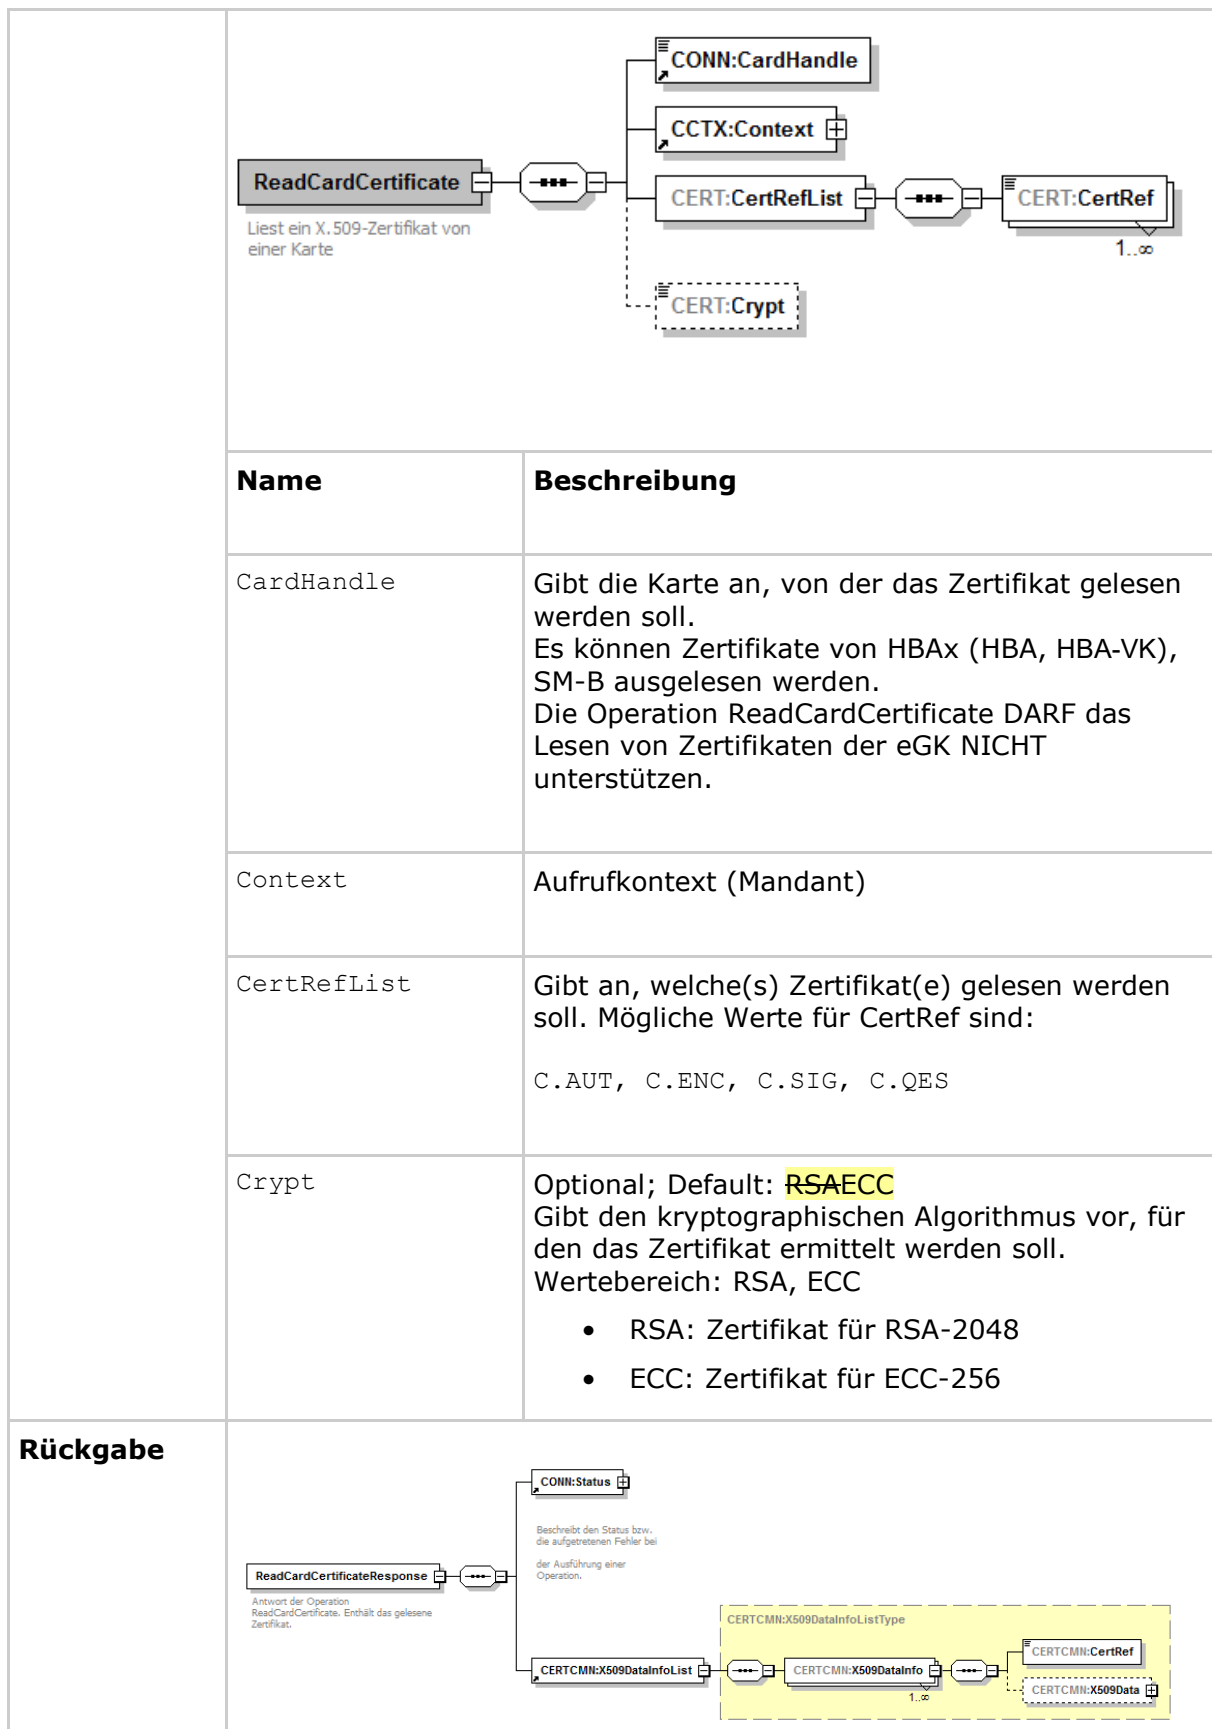 CONN:CardHandle
CCTX:Context
ReadCardCertificate
CERT:CertRefList
CERT:CertRef
Liest ein X.509-Zertifikat von
einer Karte
1..∞
CERT:Crypt
Name
Beschreibung
CardHandle
Gibt die Karte an, von der das Zertifikat gelesen
werden soll.
Es können Zertifikate von HBAx (HBA, HBA-VK),
SM-B ausgelesen werden.
Die Operation ReadCardCertificate DARF das
Lesen von Zertifikaten der eGK NICHT
unterstützen.
Context
Aufrufkontext (Mandant)
CertRefList
Gibt an, welche(s) Zertifikat(e) gelesen werden
soll. Mögliche Werte für CertRef sind:
C.AUT, C.ENC, C.SIG, C.QES
Crypt
Optional; Default: RSAECC
Gibt den kryptographischen Algorithmus vor, für
den das Zertifikat ermittelt werden soll.
Wertebereich: RSA, ECC
• RSA: Zertifikat für RSA-2048
• ECC: Zertifikat für ECC-256
Rückgabe
CONN:Status
Beschreibt den Status bzw.
die aufgetretenen Fehler bei
der Ausführung einer
Operation.
ReadCardCertificateResponse
Antwort der Operation
ReadCardCertificate. Enthält das gelesene
Zertifikat.
CERTCMN:X509DataInfoListType
CERTCMN:CertRef
CERTCMN:X509DataInfoList
CERTCMN:X509DataInfo
1..∞
CERTCMN:X509Data